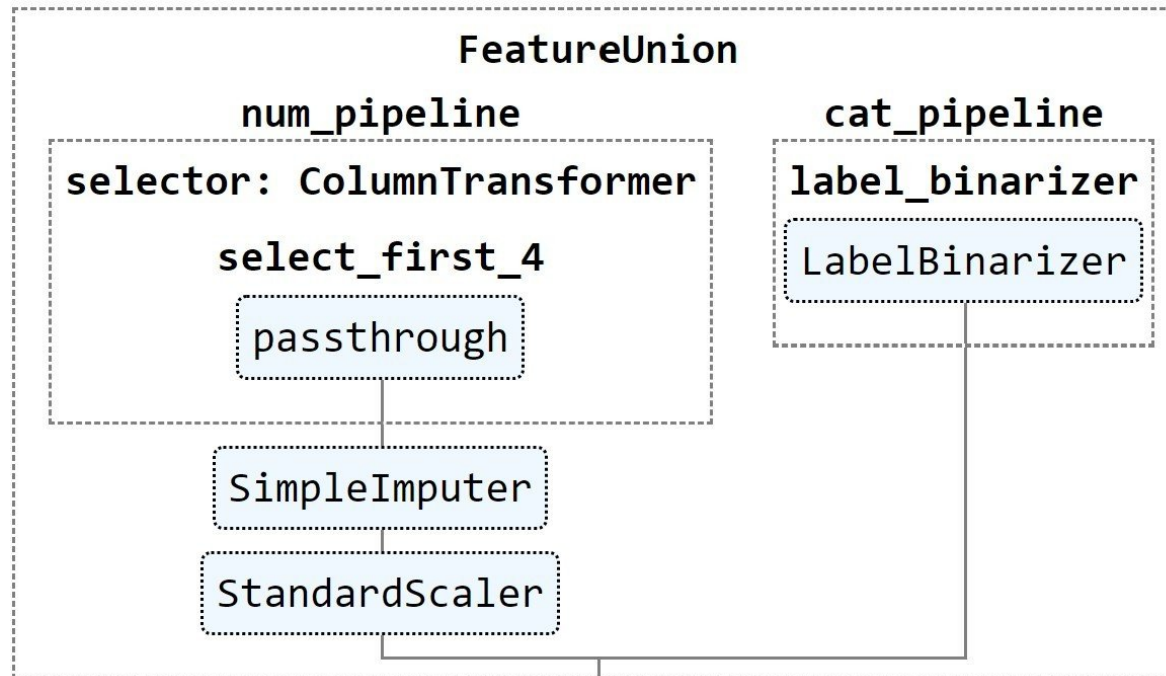 FeatureUnion
num_pipeline
selector: ColumnTransformer
select_first_4
passthrough
SimpleImputer
StandardScaler
cat_pipeline
label_binarizer
LabelBinarizer